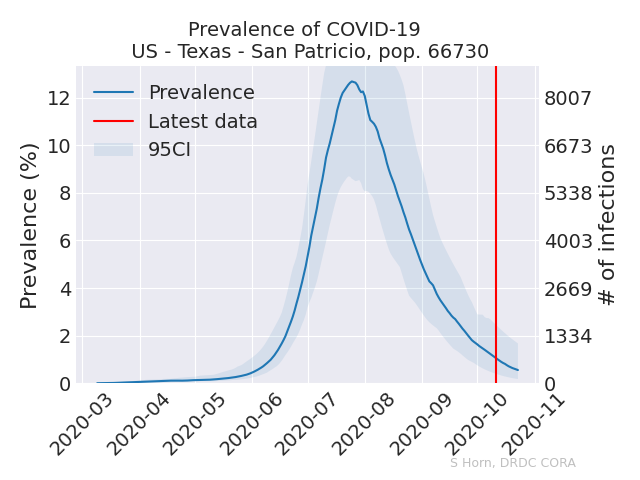 Prevalence of COVID-19
US - Texas - San Patricio, pop. 66730
Prevalence
Latest data
95CI
Prevalence (%)
12
10
8
6
4
2
0
8007
6673
5338
4003
2669
1334
0
# of infections
2020-03
2020-04
2020-05
2020-06
2020-07
2020-08
2020-09
2020-10
2020-11
S Horn, DRDC CORA